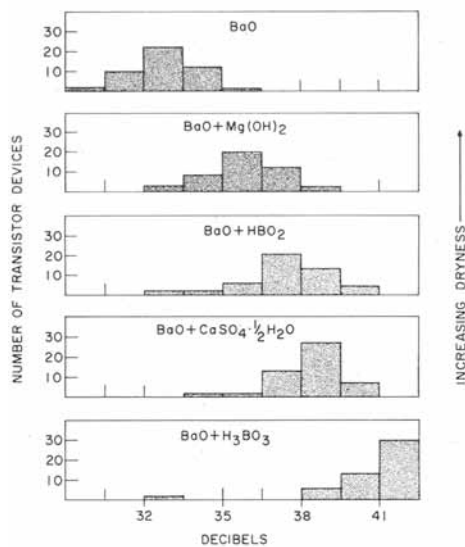 BaO
30
20
10
BaO+Mg(OH)2
30
20
10
BaO+HBO2
30
20
10
BaO+CaSO4·½H2O
30
20
10
BaO+H3BO3
30
20
10
32 35 38 41
DECIBELS
NUMBER OF TRANSISTOR DEVICES
INCREASING DRYNESS